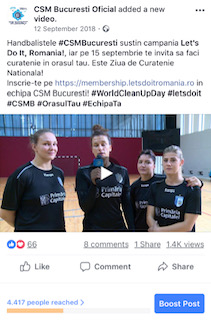 CSM Bucuresti Oficial added a new
video.
12 September 2018 ·
Handbalistele #CSMBucuresti sustin campania Let's
Do It, Romania!, iar pe 15 septembrie te invita sa faci
curatenie in orasul tau. Este Ziua de Curatenie
Nationala!
Inscrie-te pe https://membership.letsdoitromania.ro in
echipa CSM Bucuresti! #WorldCleanUpDay #letsdoit
#CSMB #OrasulTau #EchipaTa
Primăria
Capitalei
Primăria
Capitalei
Primăria
Capitalei
66
8 comments 1 Share 1.4K views
Like Comment Share
4.417 people reached >
Boost Post